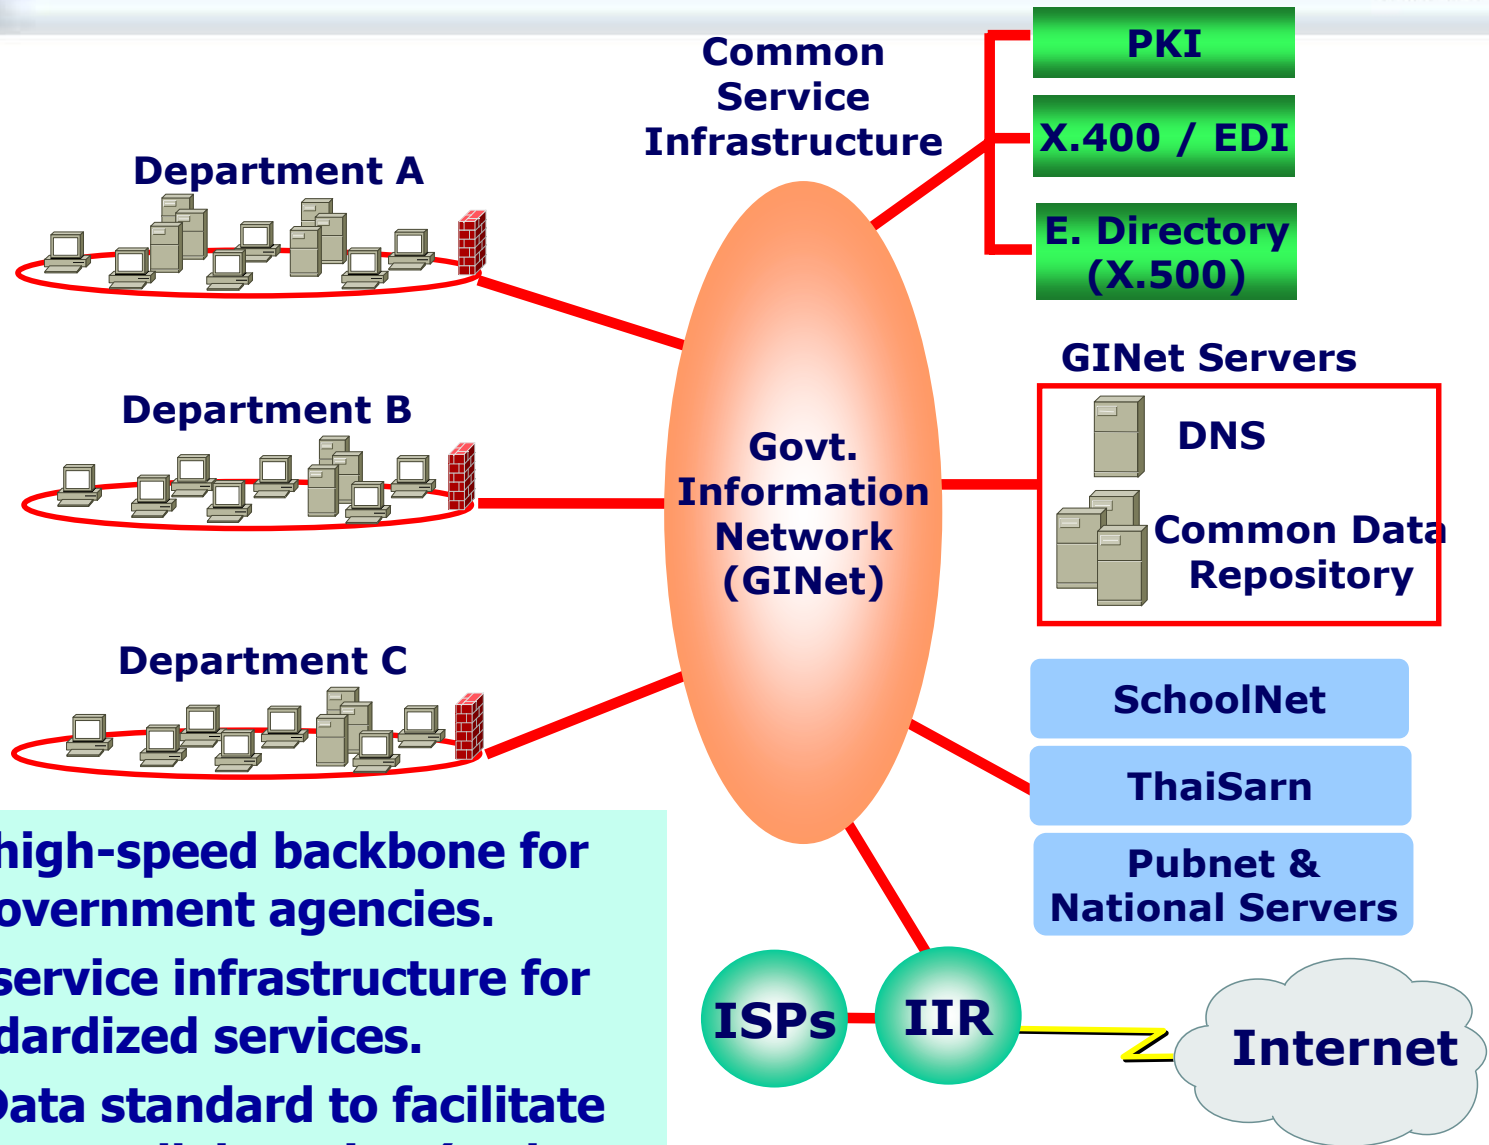 Common
Service
Infrastructure
PKI
X.400 / EDI
E. Directory
(X.500)
Department A
Department B
Department C
Govt.
Information
Network
(GINet)
GINet Servers
DNS
Common Data
Repository
SchoolNet
ThaiSarn
Pubnet &
National Servers
ISPs
IIR
Internet
high-speed backbone for
overnment agencies.
service infrastructure for
dardized services.
Data standard to facilitate